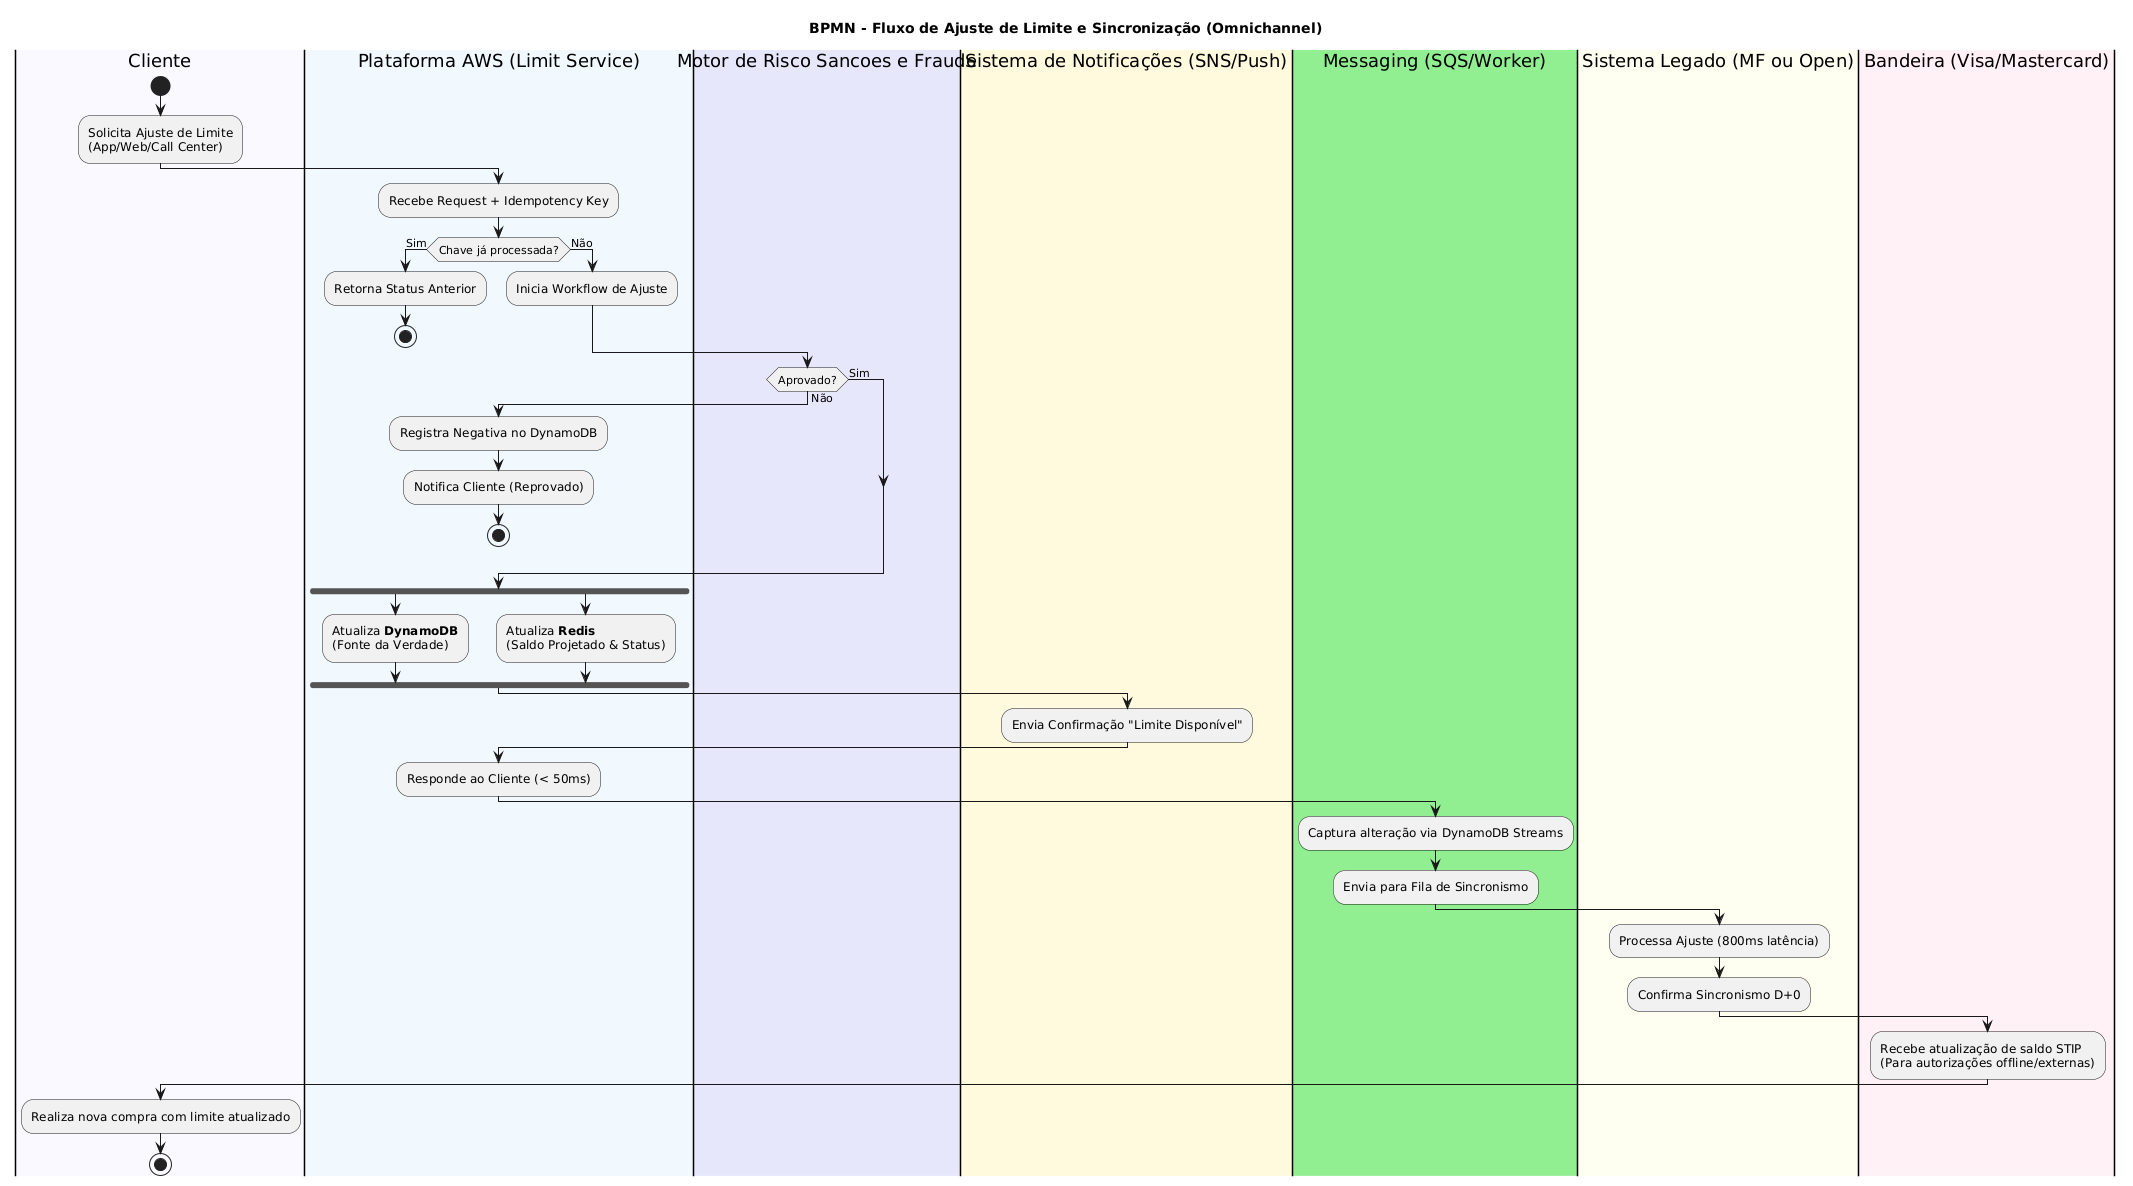 BPMN - Fluxo de Ajuste de Limite e Sincronização (Omnichannel)
Cliente
Plataforma AWS (Limit Service)
Motor de Risco Sancoes e Fraude
Sistema de Notificações (SNS/Push)
Messaging (SQS/Worker)
Sistema Legado (MF ou Open)
Bandeira (Visa/Mastercard)
Solicita Ajuste de Limite
(App/Web/Call Center)
Recebe Request + Idempotency Key
Sim
Chave já processada?
Não
Retorna Status Anterior
Inicia Workflow de Ajuste
Aprovado?
Sim
Não
Registra Negativa no DynamoDB
Notifica Cliente (Reprovado)
Atualiza DynamoDB
(Fonte da Verdade)
Atualiza Redis
(Saldo Projetado & Status)
Envia Confirmação "Limite Disponível"
Responde ao Cliente (< 50ms)
Captura alteração via DynamoDB Streams
Envia para Fila de Sincronismo
Processa Ajuste (800ms latência)
Confirma Sincronismo D+0
Recebe atualização de saldo STIP
(Para autorizações offline/externas)
Realiza nova compra com limite atualizado